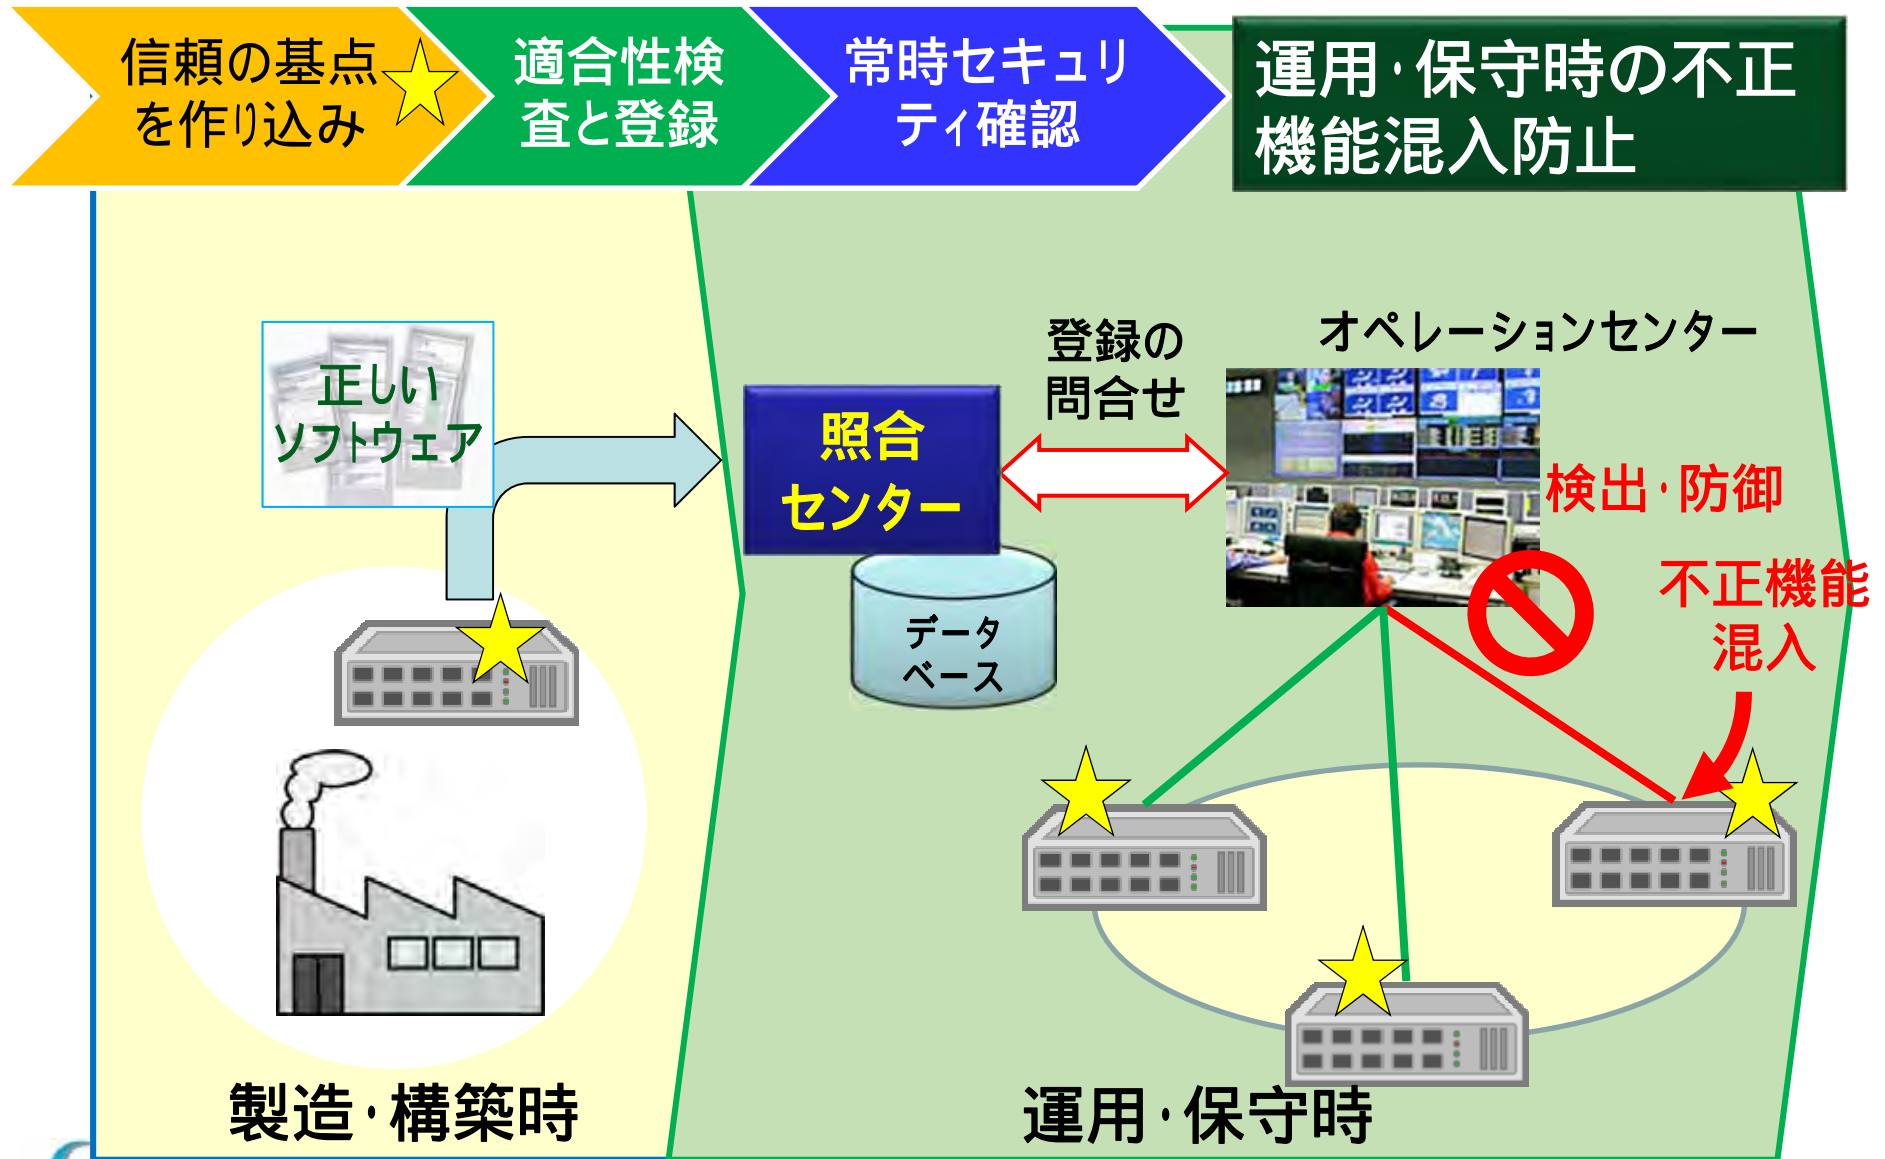 信頼の基点
を作り込み
適合性検
査と登録
常時セキュリ
ティ確認
運用・保守時の不正
機能混入防止
正しい
ソフトウェア
照合
センター
データ
ベース
登録の
問合せ
オペレーションセンター
検出・防御
不正機能
混入
製造・構築時
運用・保守時